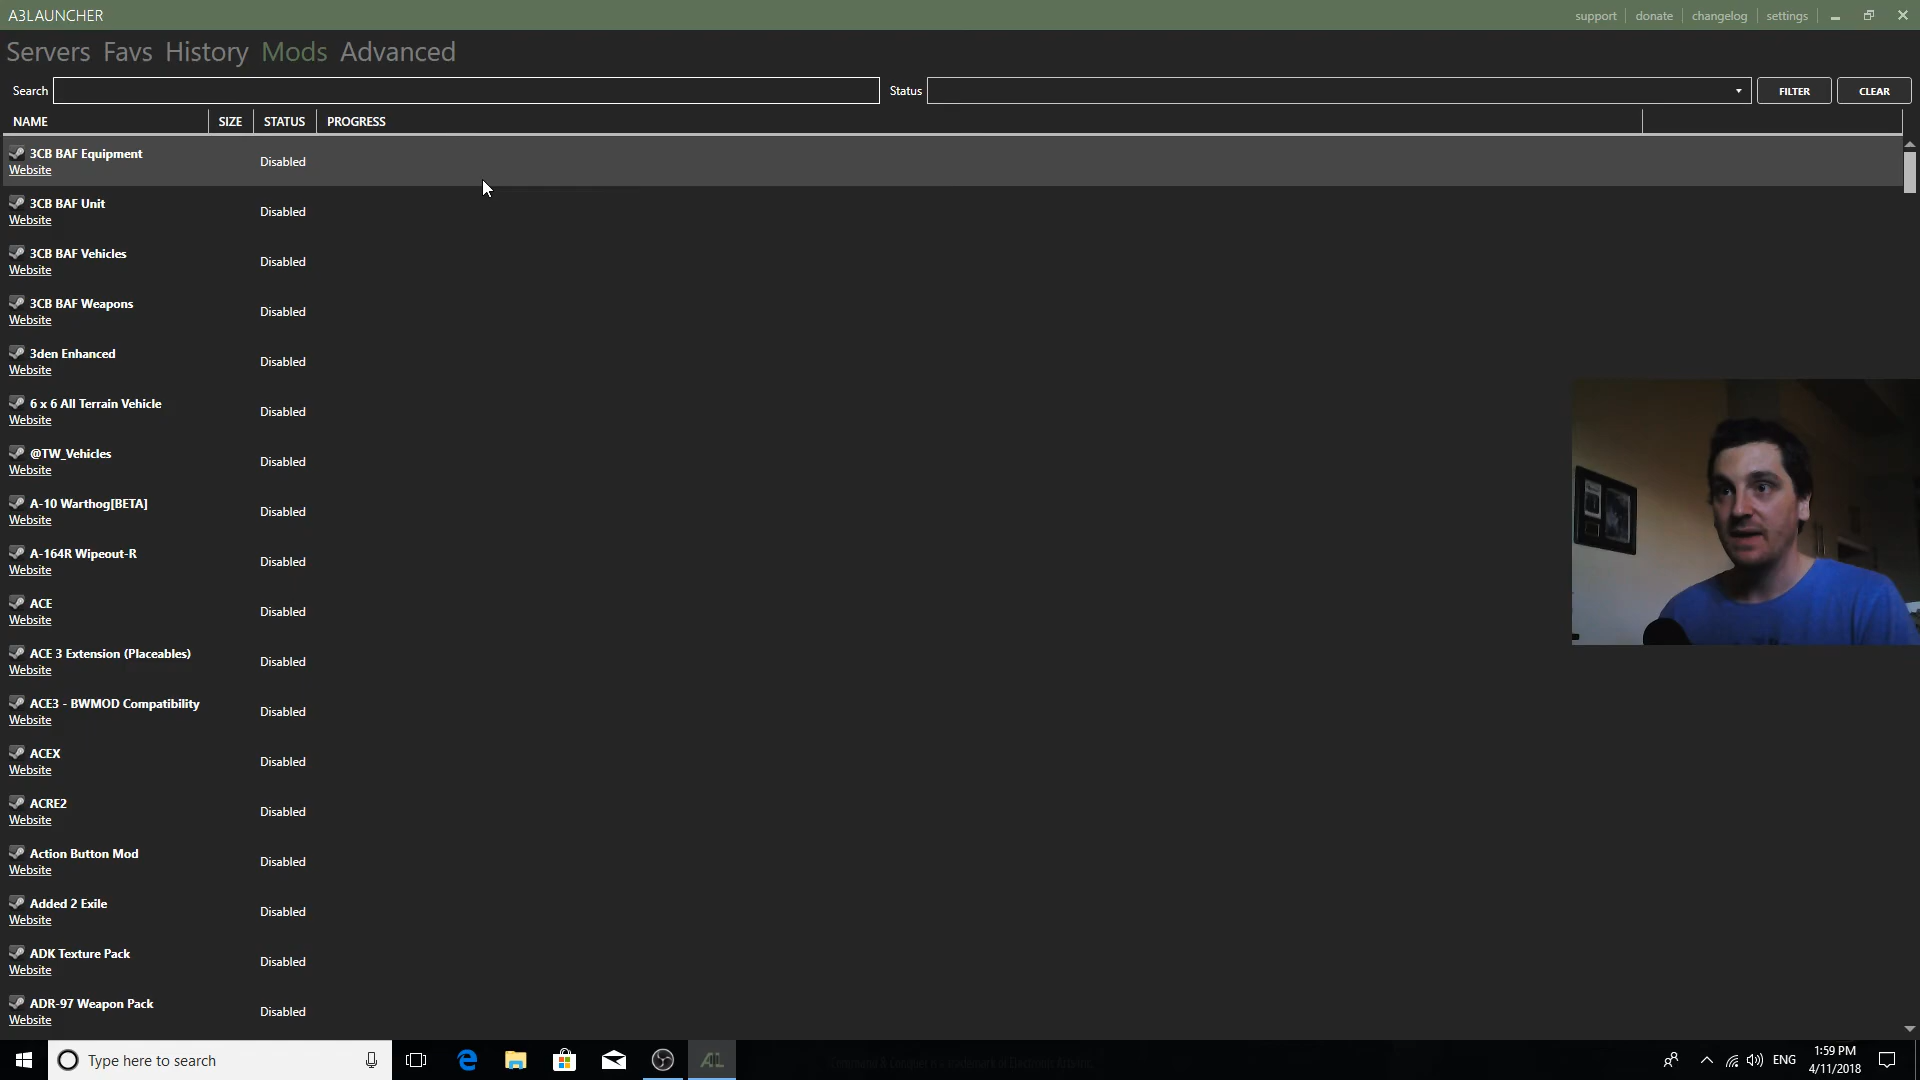 A3LAUNCHER
support donate changelog settings
Servers Favs History Mods Advanced
Search Status FILTER CLEAR
NAME SIZE STATUS PROGRESS
3CB BAF Equipment
Website
Disabled
3CB BAF Unit
Website
Disabled
3CB BAF Vehicles
Website
Disabled
3CB BAF Weapons
Website
Disabled
3den Enhanced
Website
Disabled
6 x 6 All Terrain Vehicle
Website
Disabled
@TW_Vehicles
Website
Disabled
A-10 Warthog[BETA]
Website
Disabled
A-164R Wipeout-R
Website
Disabled
ACE
Website
Disabled
ACE 3 Extension (Placeables)
Website
Disabled
ACE3 - BWMOD Compatibility
Website
Disabled
ACEX
Website
Disabled
ACRE2
Website
Disabled
Action Button Mod
Website
Disabled
Added 2 Exile
Website
Disabled
ADK Texture Pack
Website
Disabled
ADR-97 Weapon Pack
Website
Disabled
Type here to search
ENG
1:59 PM
4/11/2018